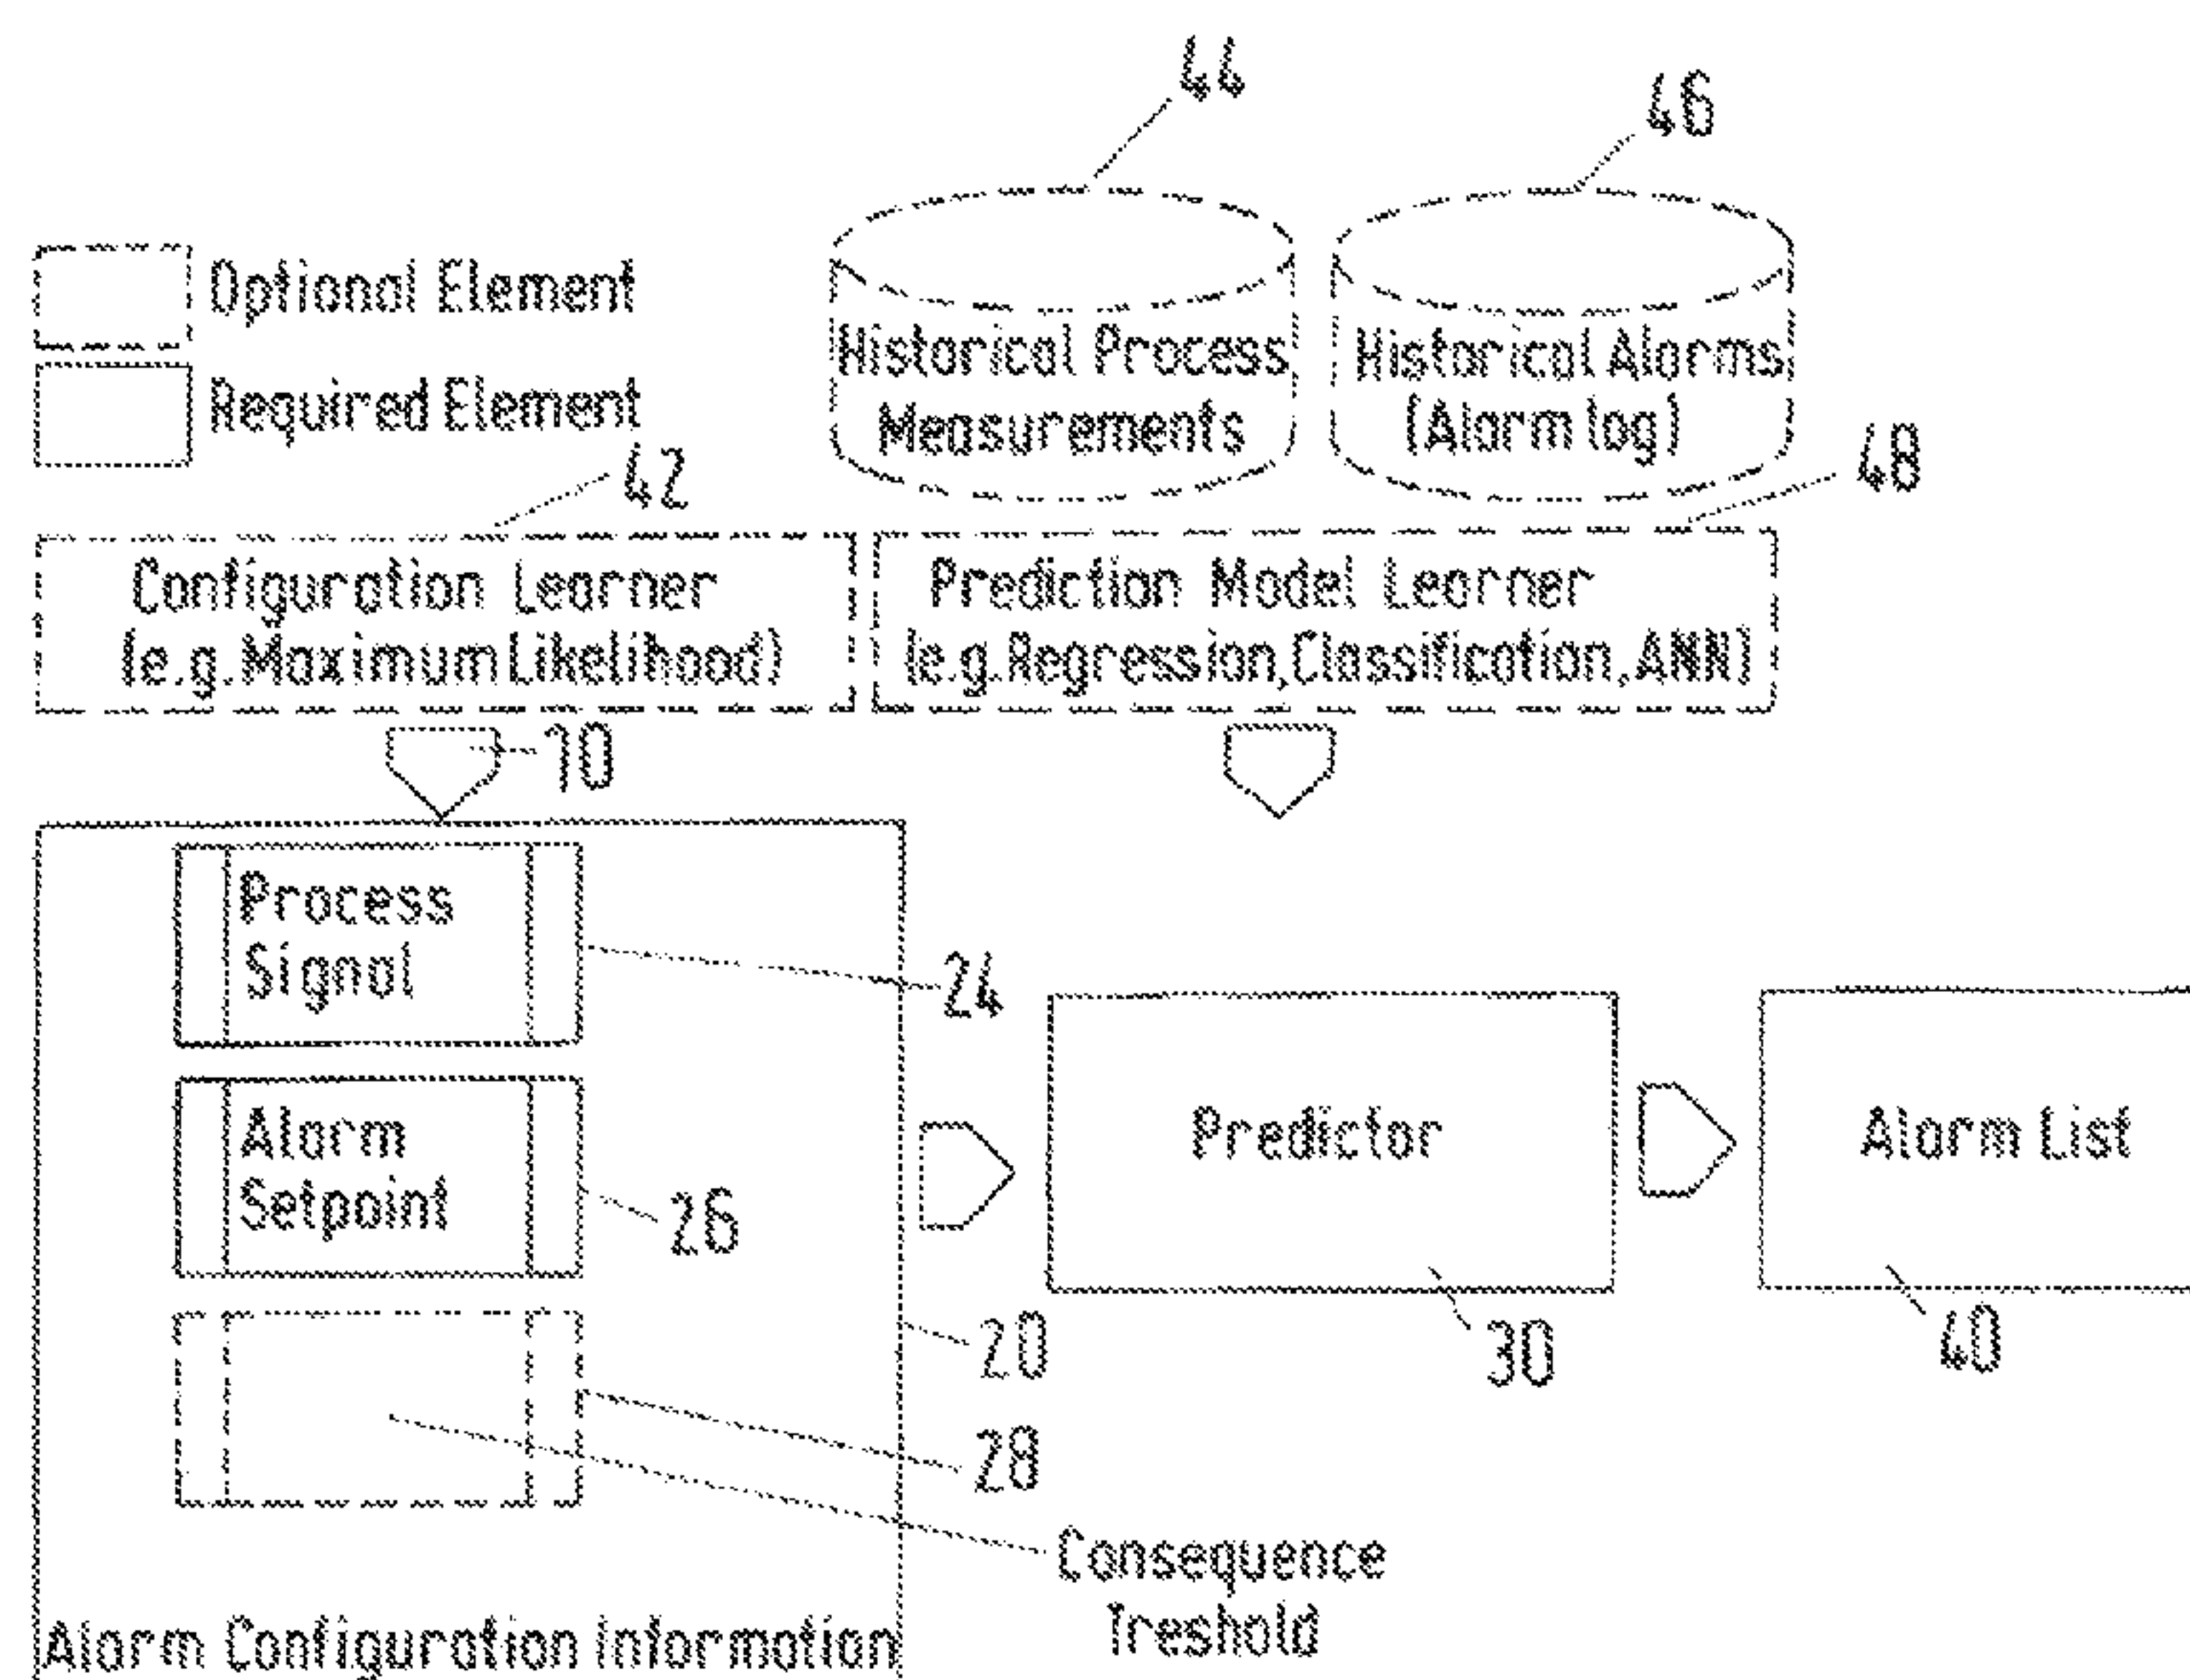 44
46
Optional Element
Required Element
Historical Process
Measurements
Historical Alarms
(Alarm log)
42
48
Configuration Learner
(e.g. Maximum Likelihood)
Prediction Model Learner
(e.g. Regression, Classification, ANN)
10
Process
Signal
24
Alarm
Setpoint
26
Predictor
Alarm List
20
30
40
28
Consequence
Treshold
Alarm Configuration Information